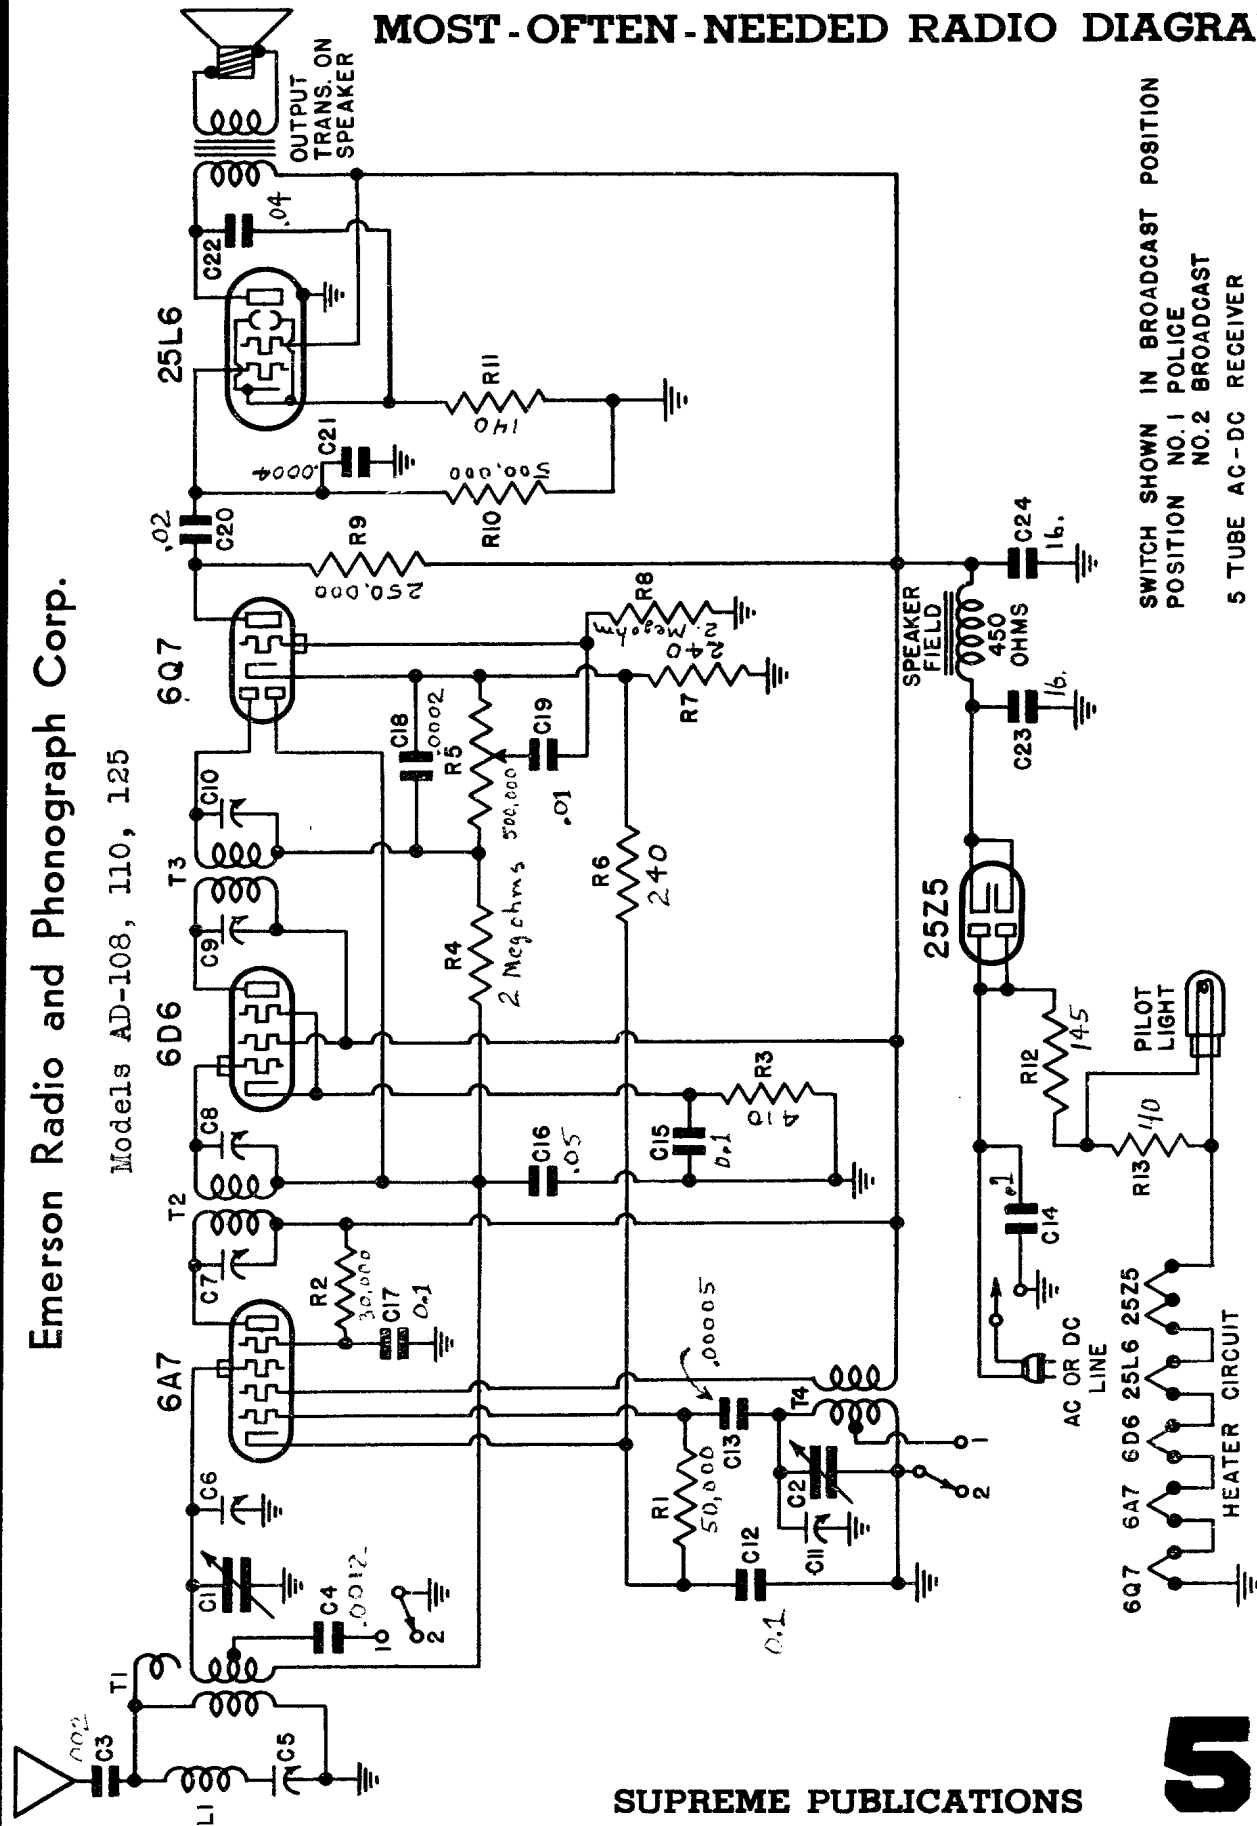 MOST-OFTEN-NEEDED RADIO DIAGRA
Emerson Radio and Phonograph Corp.
Models AD-108, 110, 125
OUTPUT
TRANS. ON
SPEAKER
6A7
6D6
6Q7
25L6
25Z5
T1
T2
T3
T4
L1
C3
.002
C5
C1
C6
C4
.0012
1
2
C7
C8
C9
C10
R2
30,000
C17
0.1
C16
.05
C15
0.1
R3
410
R4
2 Megohms
R5
500,000
C18
.0002
C19
.01
R6
240
R7
240
R8
2. Megohm
R9
250,000
C20
.02
R10
500,000
C21
.0004
R11
140
C22
.04
R1
50,000
C12
0.1
C13
.00005
C2
C11
1
2
SPEAKER
FIELD
450
OHMS
C23
16.
C24
16.
R12
145
R13
40
PILOT
LIGHT
C14
.1
AC OR DC
LINE
6Q7 6A7 6D6 25L6 25Z5
HEATER CIRCUIT
SWITCH SHOWN IN BROADCAST POSITION
POSITION NO. 1 POLICE
NO. 2 BROADCAST
5 TUBE AC-DC RECEIVER
SUPREME PUBLICATIONS
5